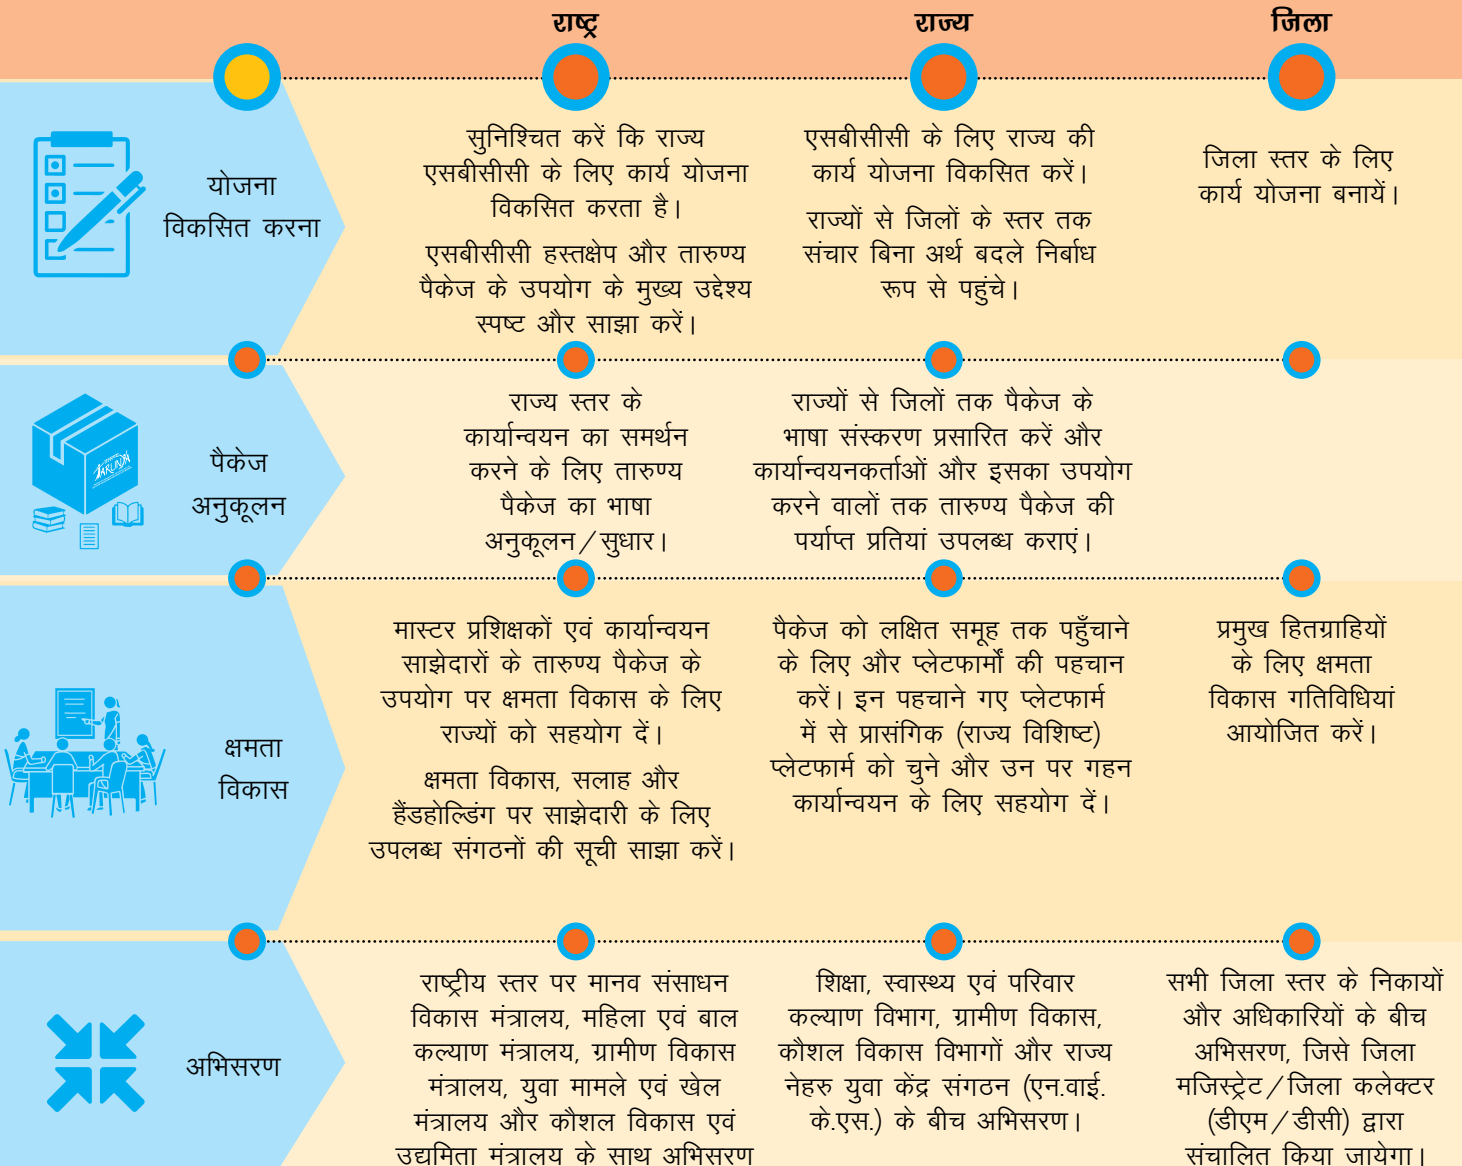 राष्ट्र
राज्य
जिला
योजना
विकसित करना
सुनिश्चित करें कि राज्य
एसबीसीसी के लिए कार्य योजना
विकसित करता है।
एसबीसीसी हस्तक्षेप और तारुण्य
पैकेज के उपयोग के मुख्य उद्देश्य
स्पष्ट और साझा करें।
एसबीसीसी के लिए राज्य की
कार्य योजना विकसित करें।
राज्यों से जिलों के स्तर तक
संचार बिना अर्थ बदले निर्बाध
रूप से पहुंचे।
जिला स्तर के लिए
कार्य योजना बनायें।
TARUNYA
पैकेज
अनुकूलन
राज्य स्तर के
कार्यान्वयन का समर्थन
करने के लिए तारुण्य
पैकेज का भाषा
अनुकूलन/सुधार।
राज्यों से जिलों तक पैकेज के
भाषा संस्करण प्रसारित करें और
कार्यान्वयनकर्ताओं और इसका उपयोग
करने वालों तक तारुण्य पैकेज की
पर्याप्त प्रतियां उपलब्ध कराएं।
क्षमता
विकास
मास्टर प्रशिक्षकों एवं कार्यान्वयन
साझेदारों के तारुण्य पैकेज के
उपयोग पर क्षमता विकास के लिए
राज्यों को सहयोग दें।
क्षमता विकास, सलाह और
हैंडहोल्डिंग पर साझेदारी के लिए
उपलब्ध संगठनों की सूची साझा करें।
पैकेज को लक्षित समूह तक पहुँचाने
के लिए और प्लेटफार्मों की पहचान
करें। इन पहचाने गए प्लेटफार्म
में से प्रासंगिक (राज्य विशिष्ट)
प्लेटफार्म को चुने और उन पर गहन
कार्यान्वयन के लिए सहयोग दें।
प्रमुख हितग्राहियों
के लिए क्षमता
विकास गतिविधियां
आयोजित करें।
अभिसरण
राष्ट्रीय स्तर पर मानव संसाधन
विकास मंत्रालय, महिला एवं बाल
कल्याण मंत्रालय, ग्रामीण विकास
मंत्रालय, युवा मामले एवं खेल
मंत्रालय और कौशल विकास एवं
उद्यमिता मंत्रालय के साथ अभिसरण
शिक्षा, स्वास्थ्य एवं परिवार
कल्याण विभाग, ग्रामीण विकास,
कौशल विकास विभागों और राज्य
नेहरु युवा केंद्र संगठन (एन.वाई.
के.एस.) के बीच अभिसरण।
सभी जिला स्तर के निकायों
और अधिकारियों के बीच
अभिसरण, जिसे जिला
मजिस्ट्रेट/जिला कलेक्टर
(डीएम/डीसी) द्वारा
संचालित किया जायेगा।